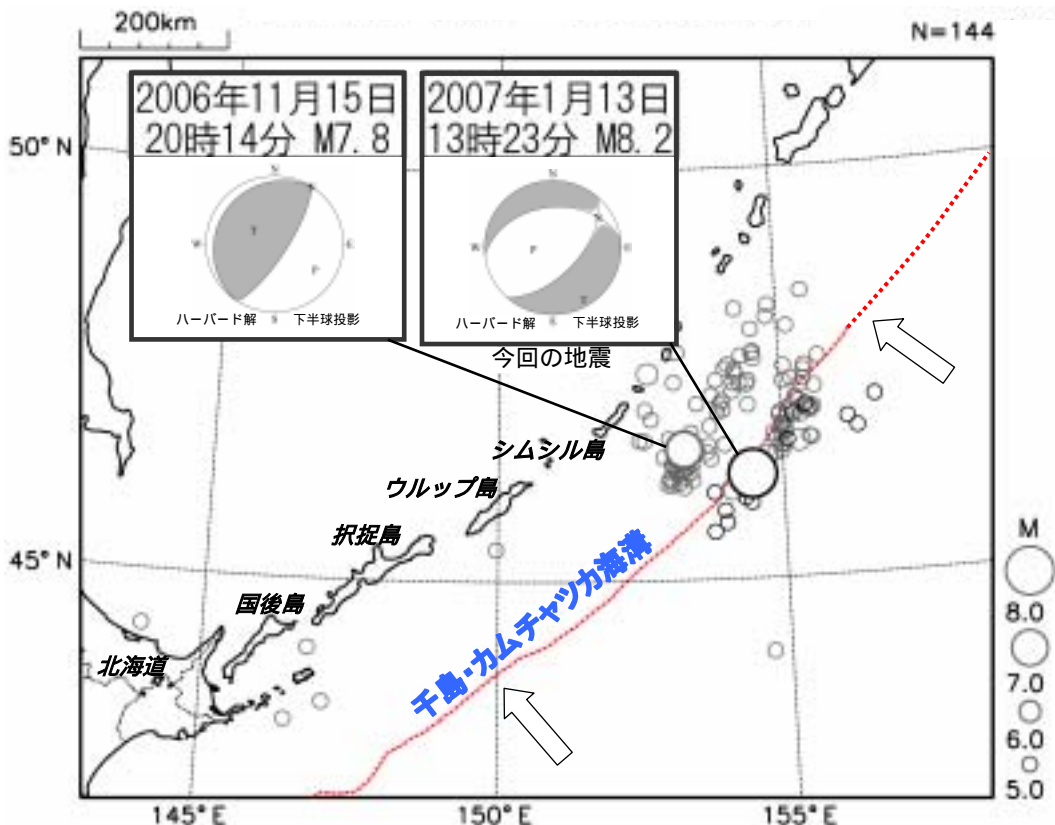 200km
N=144
2006年11月15日
20時14分 M7.8
N
W
T
E
P
S
ハーバード解 下半球投影
2007年1月13日
13時23分 M8.2
N
N
W
P
E
T
S
ハーバード解 下半球投影
今回の地震
50°N
シムシル島
ウルップ島
択捉島
国後島
北海道
45°N
千島・カムチャツカ海溝
M
8.0
7.0
6.0
5.0
145°E
150°E
155°E